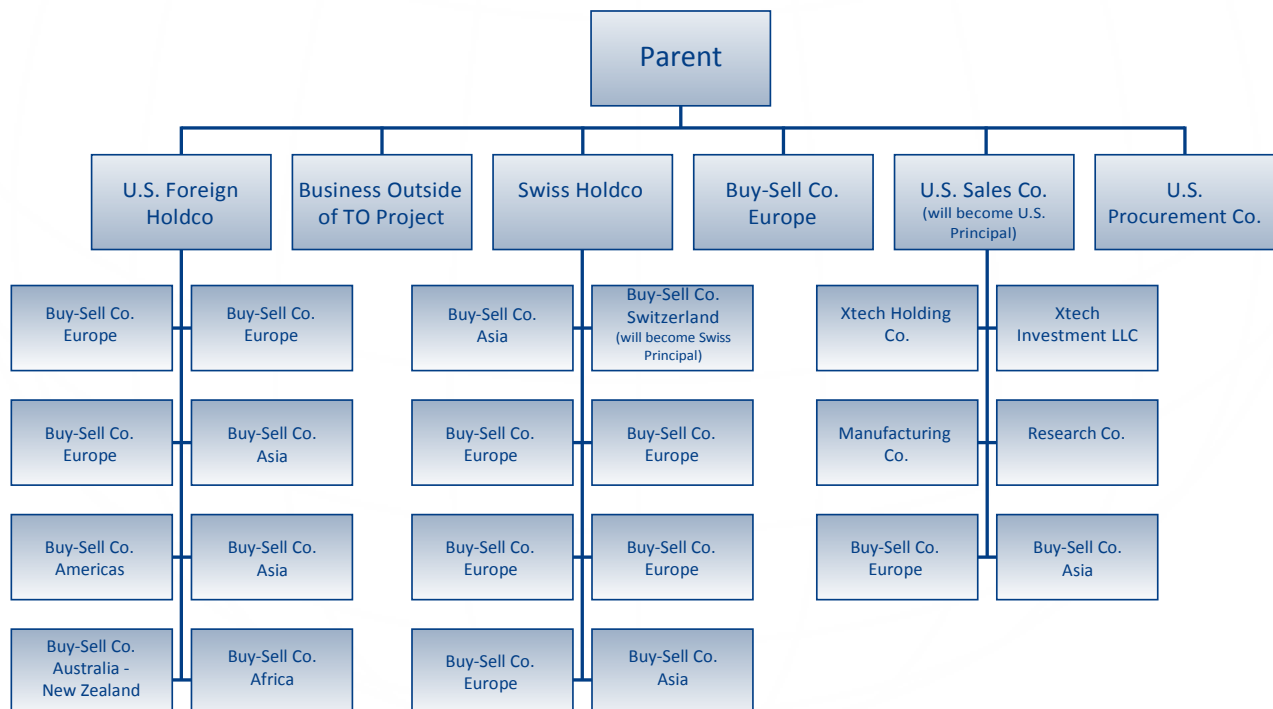 Parent
U.S. Foreign
Holdco
Business Outside
of TO Project
Swiss Holdco
Buy-Sell Co.
Europe
U.S. Sales Co.
(will become U.S.
Principal)
U.S.
Procurement Co.
Buy-Sell Co.
Europe
Buy-Sell Co.
Europe
Buy-Sell Co.
Asia
Buy-Sell Co.
Switzerland
(will become Swiss
Principal)
Xtech Holding
Co.
Xtech
Investment LLC
Buy-Sell Co.
Europe
Buy-Sell Co.
Asia
Buy-Sell Co.
Europe
Buy-Sell Co.
Europe
Manufacturing
Co.
Research Co.
Buy-Sell Co.
Americas
Buy-Sell Co.
Asia
Buy-Sell Co.
Europe
Buy-Sell Co.
Europe
Buy-Sell Co.
Europe
Buy-Sell Co.
Asia
Buy-Sell Co.
Australia -
New Zealand
Buy-Sell Co.
Africa
Buy-Sell Co.
Europe
Buy-Sell Co.
Asia